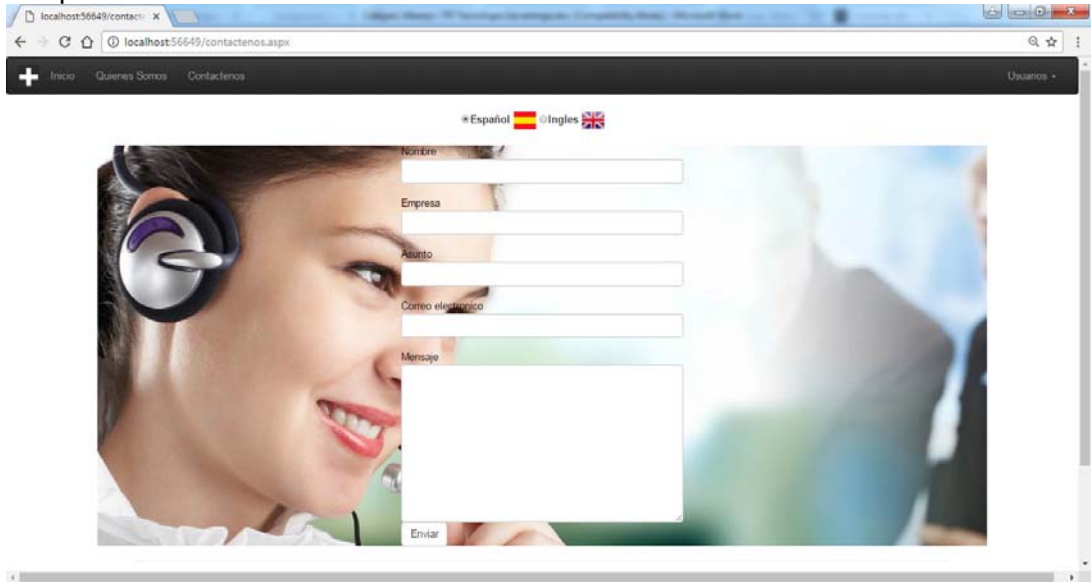 localhost:56649/contact
localhost:56649/contactenos.aspx
Inicio Quienes Somos Contactenos Usuarios
Español Ingles
Nombre
Empresa
Asunto
Correo electronico
Mensaje
Enviar